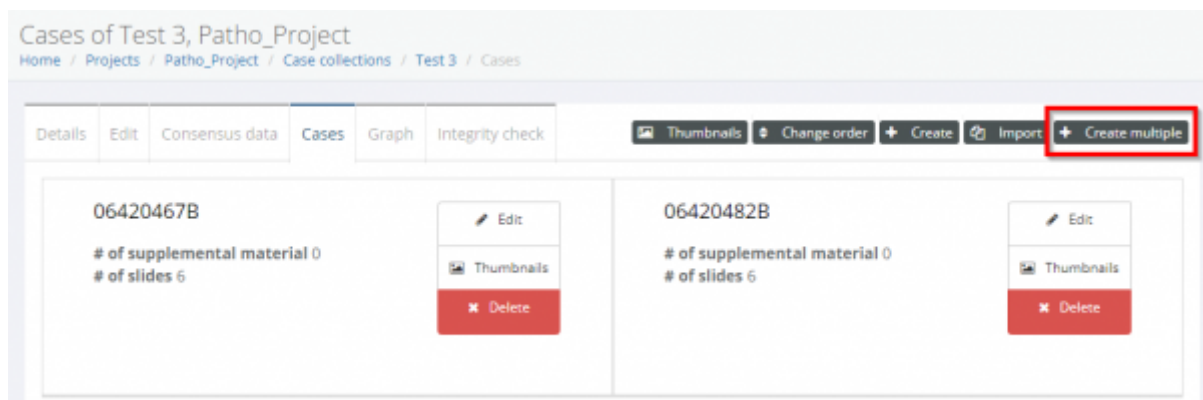 Cases of Test 3, Patho_Project
Home / Projects / Patho_Project / Case collections / Test 3 / Cases
Details Edit Consensus data Cases Graph Integrity check Thumbnails Change order Create Import Create multiple
06420467B
# of supplemental material 0
# of slides 6
Edit
Thumbnails
Delete
06420482B
# of supplemental material 0
# of slides 6
Edit
Thumbnails
Delete